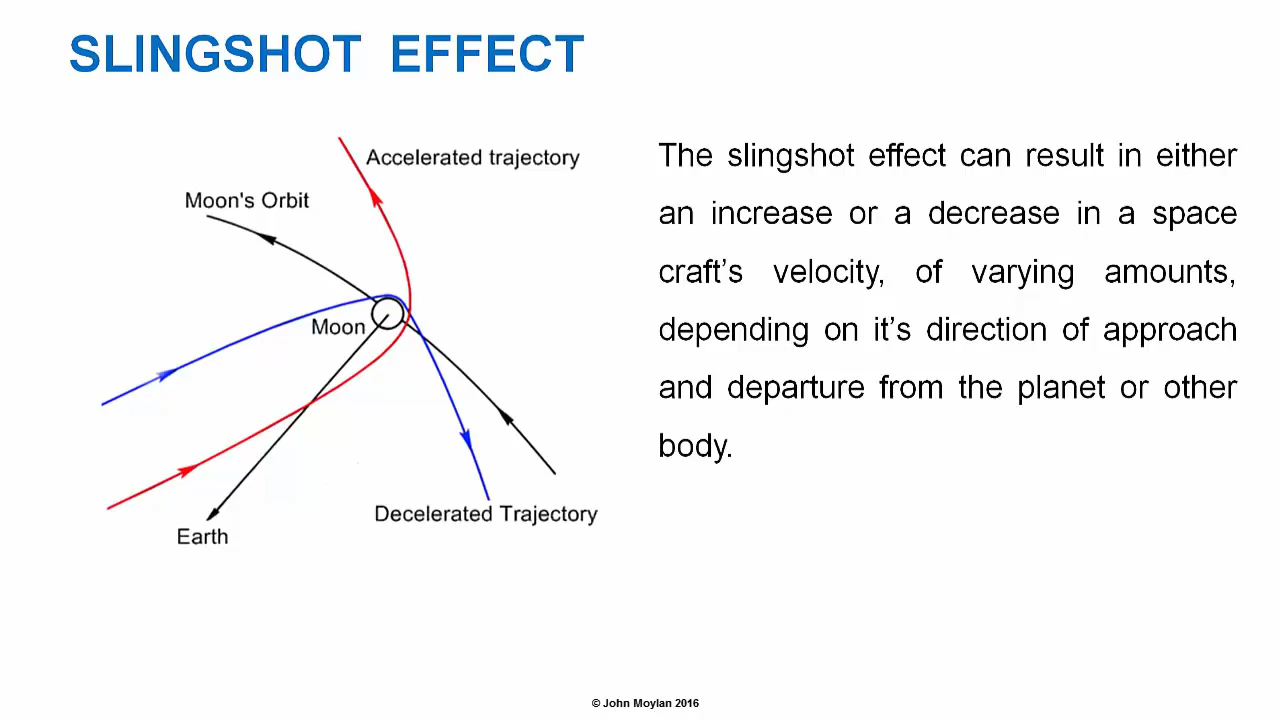 SLINGSHOT EFFECT
Accelerated trajectory
Moon's Orbit
Moon
Decelerated Trajectory
Earth
The slingshot effect can result in either
an increase or a decrease in a space
craft’s velocity, of varying amounts,
depending on it’s direction of approach
and departure from the planet or other
body.
© John Moylan 2016